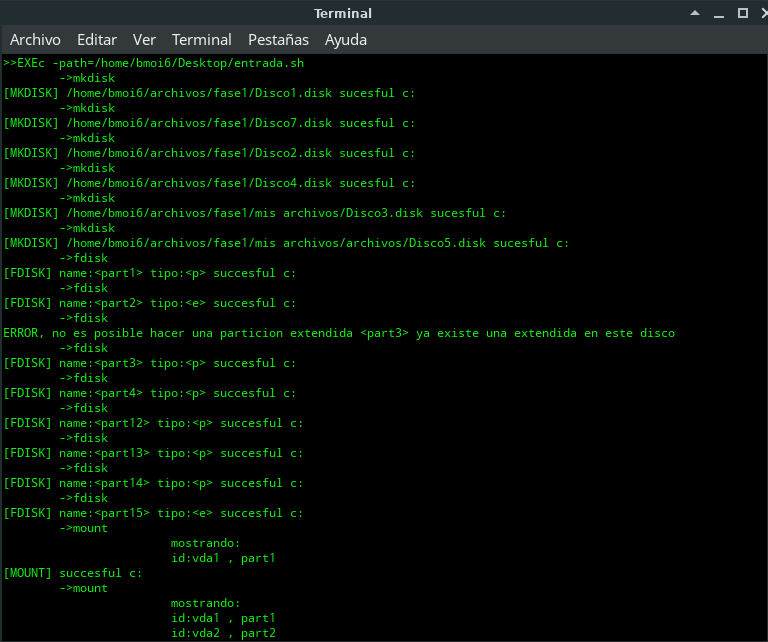 Terminal
Archivo Editar Ver Terminal Pestañas Ayuda
>>EXEc -path=/home/bmoi6/Desktop/entrada.sh
->mkdisk
[MKDISK] /home/bmoi6/archivos/fase1/Disco1.disk sucesful c:
->mkdisk
[MKDISK] /home/bmoi6/archivos/fase1/Disco7.disk sucesful c:
->mkdisk
[MKDISK] /home/bmoi6/archivos/fase1/Disco2.disk sucesful c:
->mkdisk
[MKDISK] /home/bmoi6/archivos/fase1/Disco4.disk sucesful c:
->mkdisk
[MKDISK] /home/bmoi6/archivos/fase1/mis archivos/Disco3.disk sucesful c:
->mkdisk
[MKDISK] /home/bmoi6/archivos/fase1/mis archivos/archivos/Disco5.disk sucesful c:
->fdisk
[FDISK] name:<part1> tipo:<p> succesful c:
->fdisk
[FDISK] name:<part2> tipo:<e> succesful c:
->fdisk
ERROR, no es posible hacer una particion extendida <part3> ya existe una extendida en este disco
->fdisk
[FDISK] name:<part3> tipo:<p> succesful c:
->fdisk
[FDISK] name:<part4> tipo:<p> succesful c:
->fdisk
[FDISK] name:<part12> tipo:<p> succesful c:
->fdisk
[FDISK] name:<part13> tipo:<p> succesful c:
->fdisk
[FDISK] name:<part14> tipo:<p> succesful c:
->fdisk
[FDISK] name:<part15> tipo:<e> succesful c:
->mount
mostrando:
id:vda1 , part1
[MOUNT] succesful c:
->mount
mostrando:
id:vda1 , part1
id:vda2 , part2